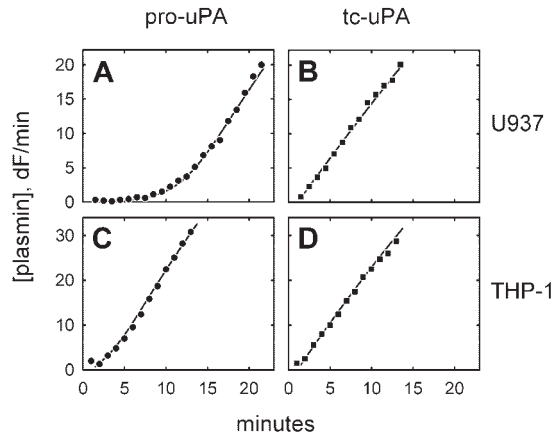 pro-uPA tc-uPA
A B
20
15
10
5
0
U937
[plasmin], dF/min
C D
30
20
10
0
THP-1
0 5 10 15 20 0 5 10 15 20
minutes